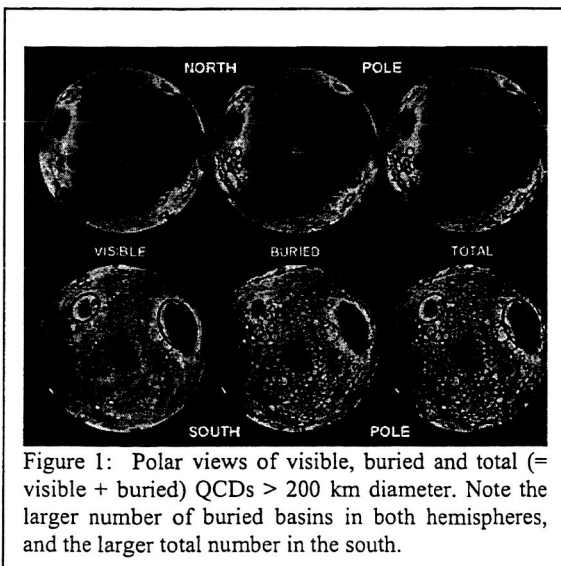 NORTH POLE
VISIBLE BURIED TOTAL
SOUTH POLE
Figure 1: Polar views of visible, buried and total (=
visible + buried) QCDs > 200 km diameter. Note the
larger number of buried basins in both hemispheres,
and the larger total number in the south.